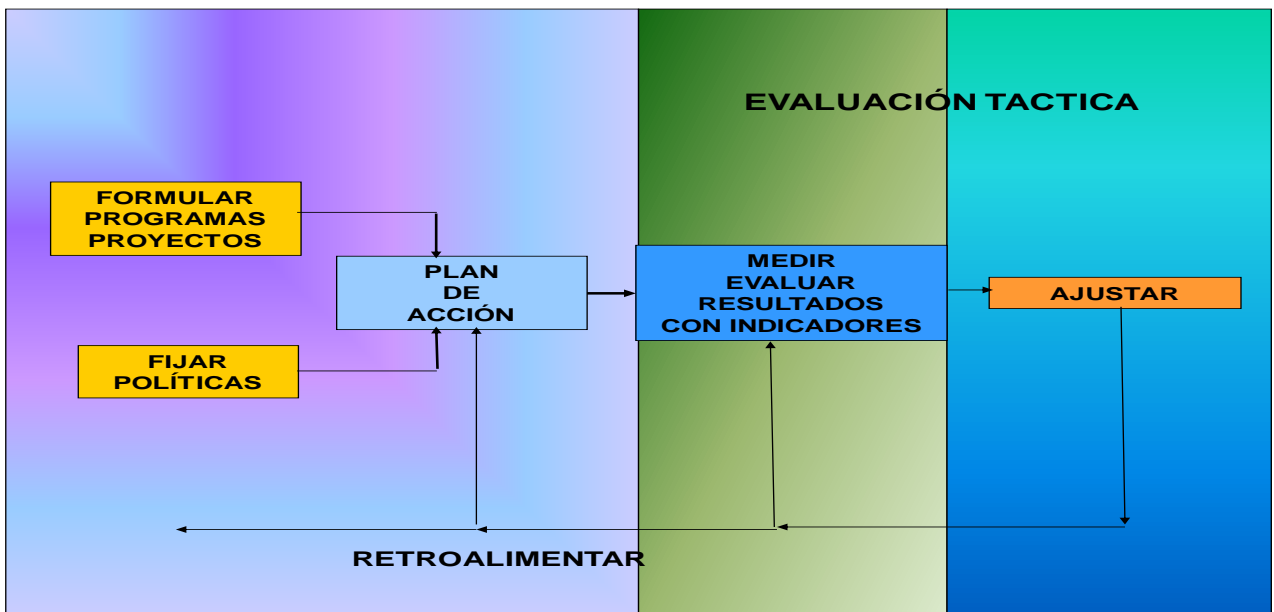 EVALUACIÓN TACTICA
FORMULAR
PROGRAMAS
PROYECTOS
FIJAR
POLÍTICAS
PLAN
DE
ACCIÓN
MEDIR
EVALUAR
RESULTADOS
CON INDICADORES
AJUSTAR
RETROALIMENTAR